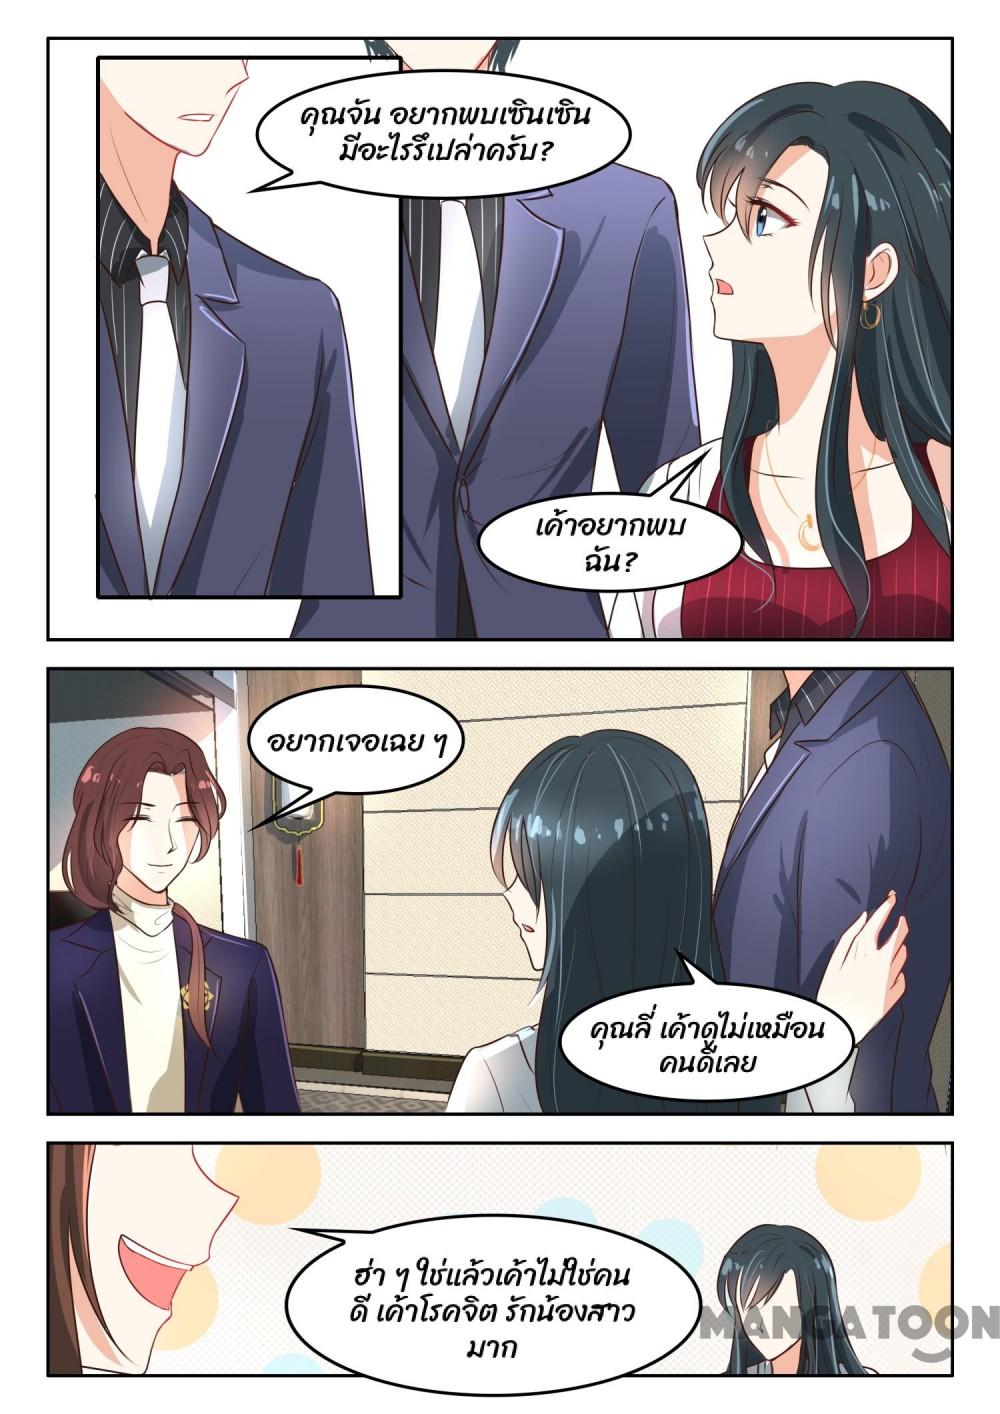 คุณจัน อยากพบเซินเซิน
มีอะไรรึเปล่าครับ?
เค้าอยากพบ
ฉัน?
อยากเจอเฉย ๆ
คุณลี่ เค้าดูไม่เหมือน
คนดีเลย
ฮ่า ๆ ใช่แล้วเค้าไม่ใช่คน
ดี เค้าโรคจิต รักน้องสาว
มาก
MANGATOON